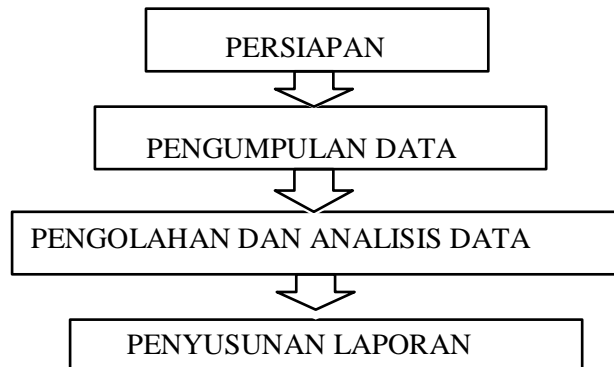 PERSIAPAN
PENGUMPULAN DATA
PENGOLAHAN DAN ANALISIS DATA
PENYUSUNAN LAPORAN